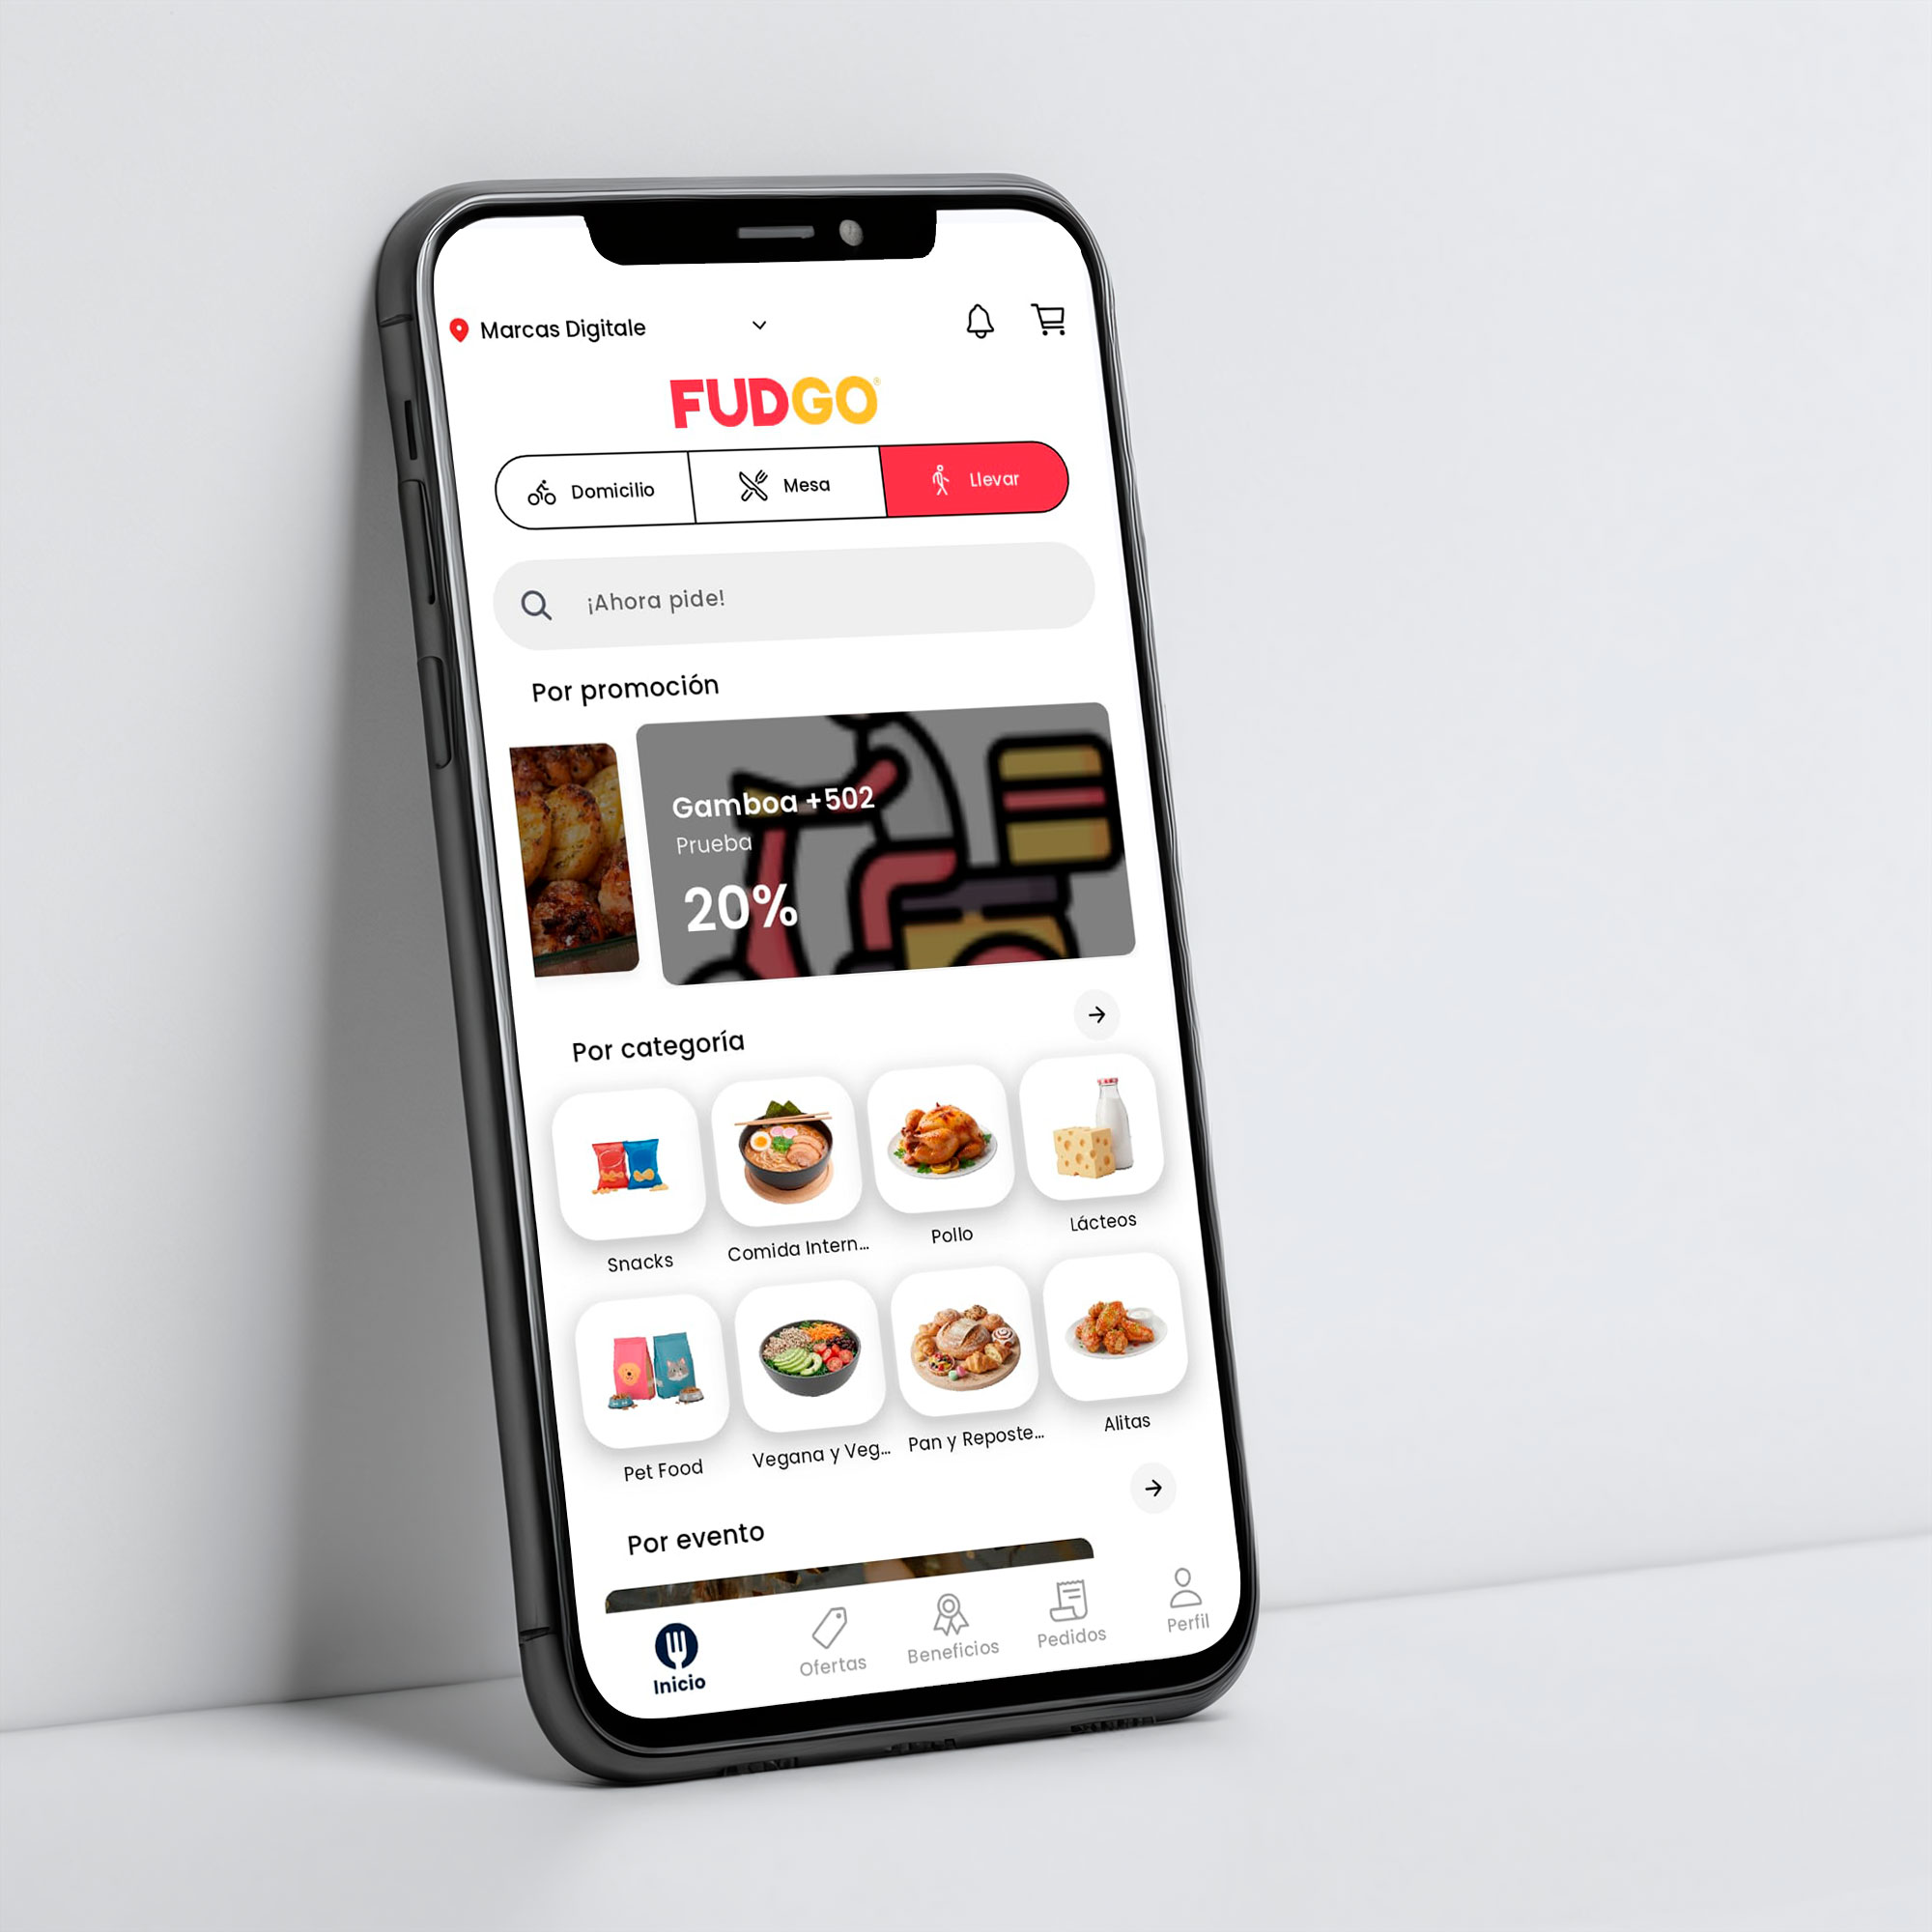 Marcas Digitale
FUDGO®
Domicilio
Mesa
Llevar
¡Ahora pide!
Por promoción
Gamboa +502
Prueba
20%
Por categoría
Snacks
Comida Intern...
Pollo
Lácteos
Pet Food
Vegana y Veg...
Pan y Reposte...
Alitas
Por evento
Inicio
Ofertas
Beneficios
Pedidos
Perfil